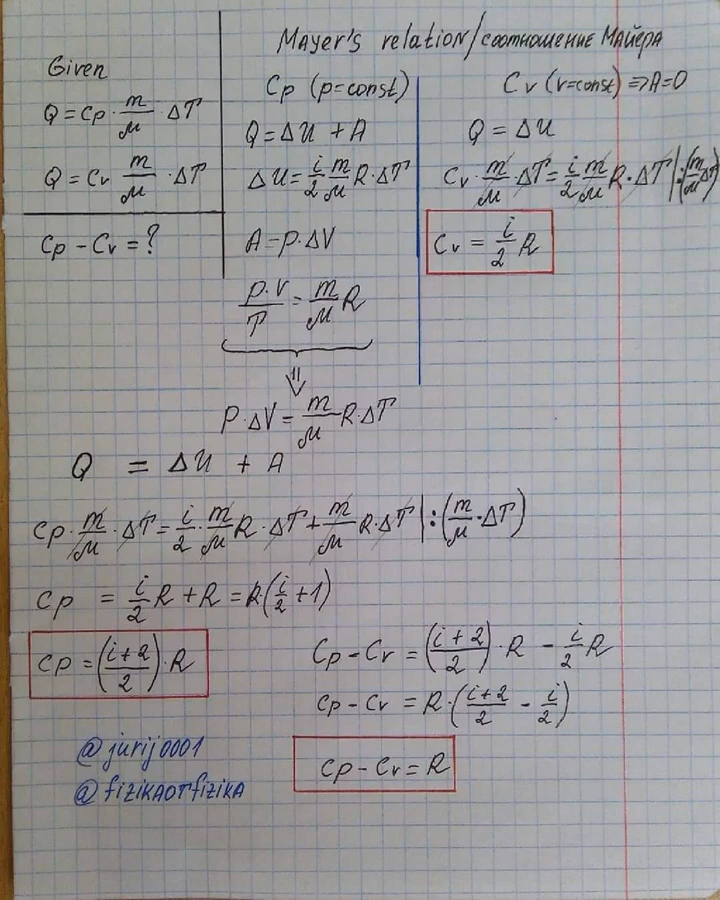 Mayer's relation/соотношение Майера
Given
Q = Cp · m/μ · ΔT
Q = Cv m/μ · ΔT
Cp - Cv = ?
Cp (p=const)
Q = ΔU + A
ΔU = i/2 m/μ R · ΔT
A = p · ΔV
p·V/T = m/μ R
⇓
P · ΔV = m/μ R · ΔT
Cv (v=const) ⇒ A=0
Q = ΔU
Cv · m/μ · ΔT = i/2 m/μ R · ΔT | : (m/μ ΔT)
Cv = i/2 R
Q = ΔU + A
Cp · m/μ · ΔT = i/2 · m/μ R · ΔT + m/μ R · ΔT | : (m/μ · ΔT)
Cp = i/2 R + R = R·(i/2 + 1)
Cp = (i+2/2) · R
Cp - Cv = (i+2/2) · R - i/2 R
Cp - Cv = R · (i+2/2 - i/2)
Cp - Cv = R
@jurij0001
@fizikaotfizika